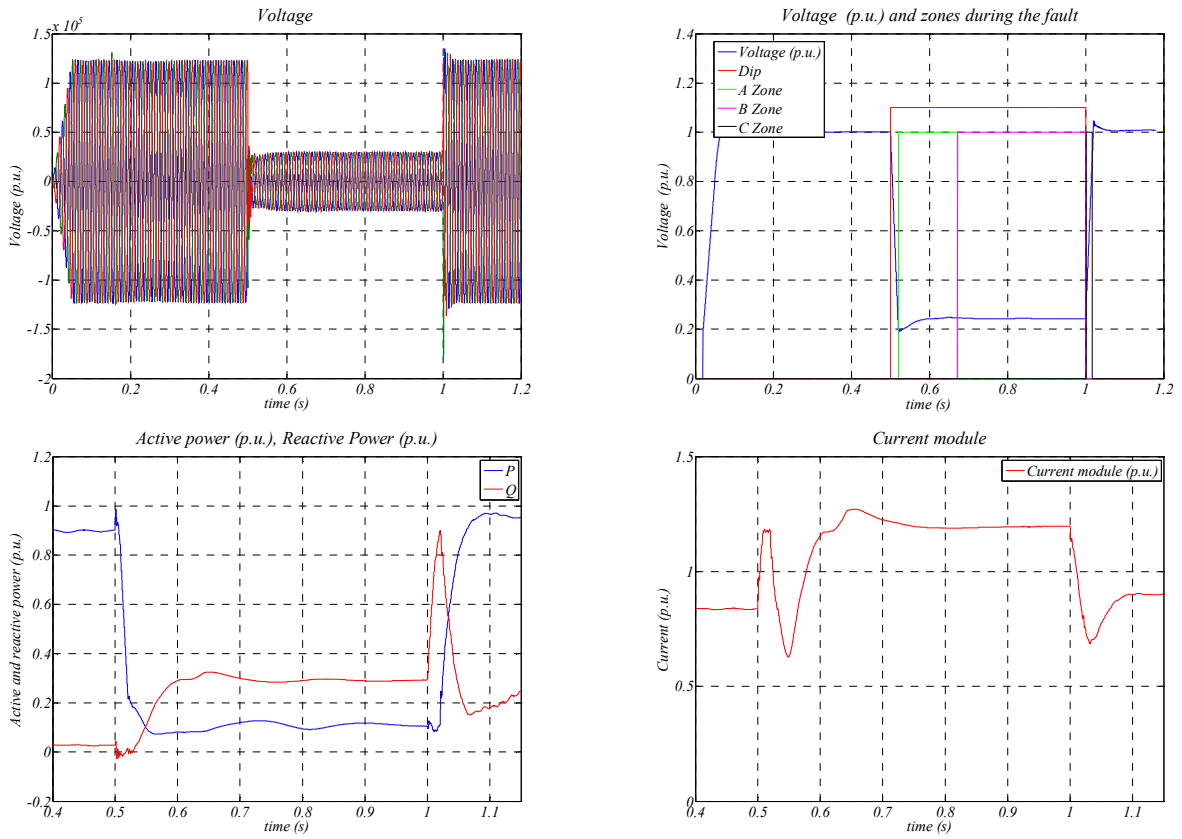 Voltage
x 10^5
1.5
1
0.5
0
-0.5
-1
-1.5
-2
Voltage (p.u.)
0 0.2 0.4 0.6 0.8 1 1.2
time (s)
Voltage (p.u.) and zones during the fault
1.4
1.2
1
0.8
0.6
0.4
0.2
0
Voltage (p.u.)
Voltage (p.u.)
Dip
A Zone
B Zone
C Zone
0 0.2 0.4 0.6 0.8 1 1.2
time (s)
Active power (p.u.), Reactive Power (p.u.)
1.2
1
0.8
0.6
0.4
0.2
0
-0.2
Active and reactive power (p.u.)
P
Q
0.4 0.5 0.6 0.7 0.8 0.9 1 1.1
time (s)
Current module
1.5
1
0.5
0
Current (p.u.)
Current module (p.u.)
0.4 0.5 0.6 0.7 0.8 0.9 1 1.1
time (s)